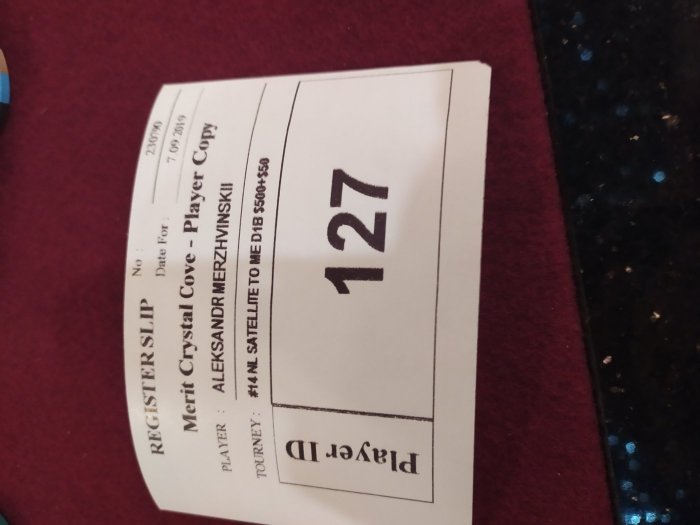 REGISTER SLIP
No : 230790
Date For : 7 09 2019
Merit Crystal Cove - Player Copy
PLAYER : ALEKSANDR MERZHVINSKII
TOURNEY : #14 NL SATELLITE TO ME D1B $500+$50
Player ID
127